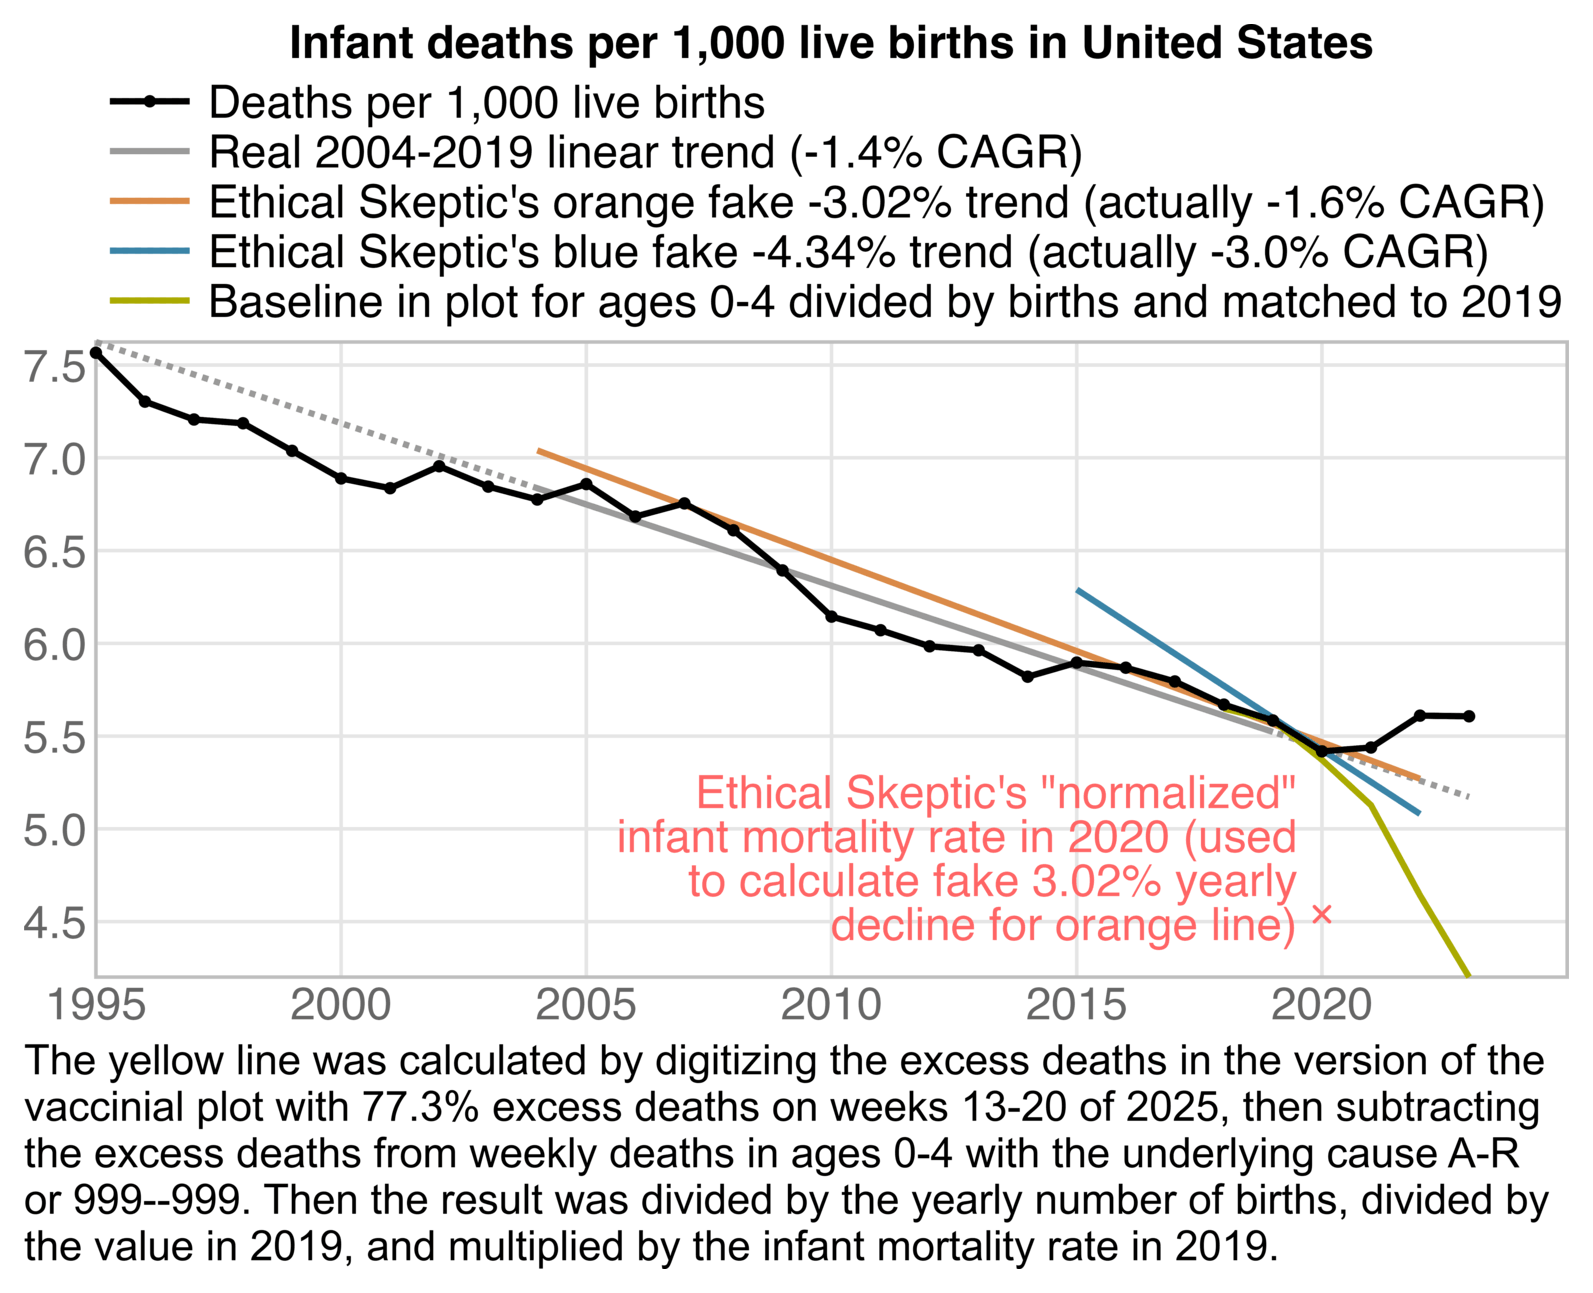 Infant deaths per 1,000 live births in United States
Deaths per 1,000 live births
Real 2004-2019 linear trend (-1.4% CAGR)
Ethical Skeptic's orange fake -3.02% trend (actually -1.6% CAGR)
Ethical Skeptic's blue fake -4.34% trend (actually -3.0% CAGR)
Baseline in plot for ages 0-4 divided by births and matched to 2019
7.5
7.0
6.5
6.0
5.5
5.0
4.5
Ethical Skeptic's "normalized"
infant mortality rate in 2020 (used
to calculate fake 3.02% yearly
decline for orange line)
1995 2000 2005 2010 2015 2020
The yellow line was calculated by digitizing the excess deaths in the version of the
vaccinial plot with 77.3% excess deaths on weeks 13-20 of 2025, then subtracting
the excess deaths from weekly deaths in ages 0-4 with the underlying cause A-R
or 999--999. Then the result was divided by the yearly number of births, divided by
the value in 2019, and multiplied by the infant mortality rate in 2019.